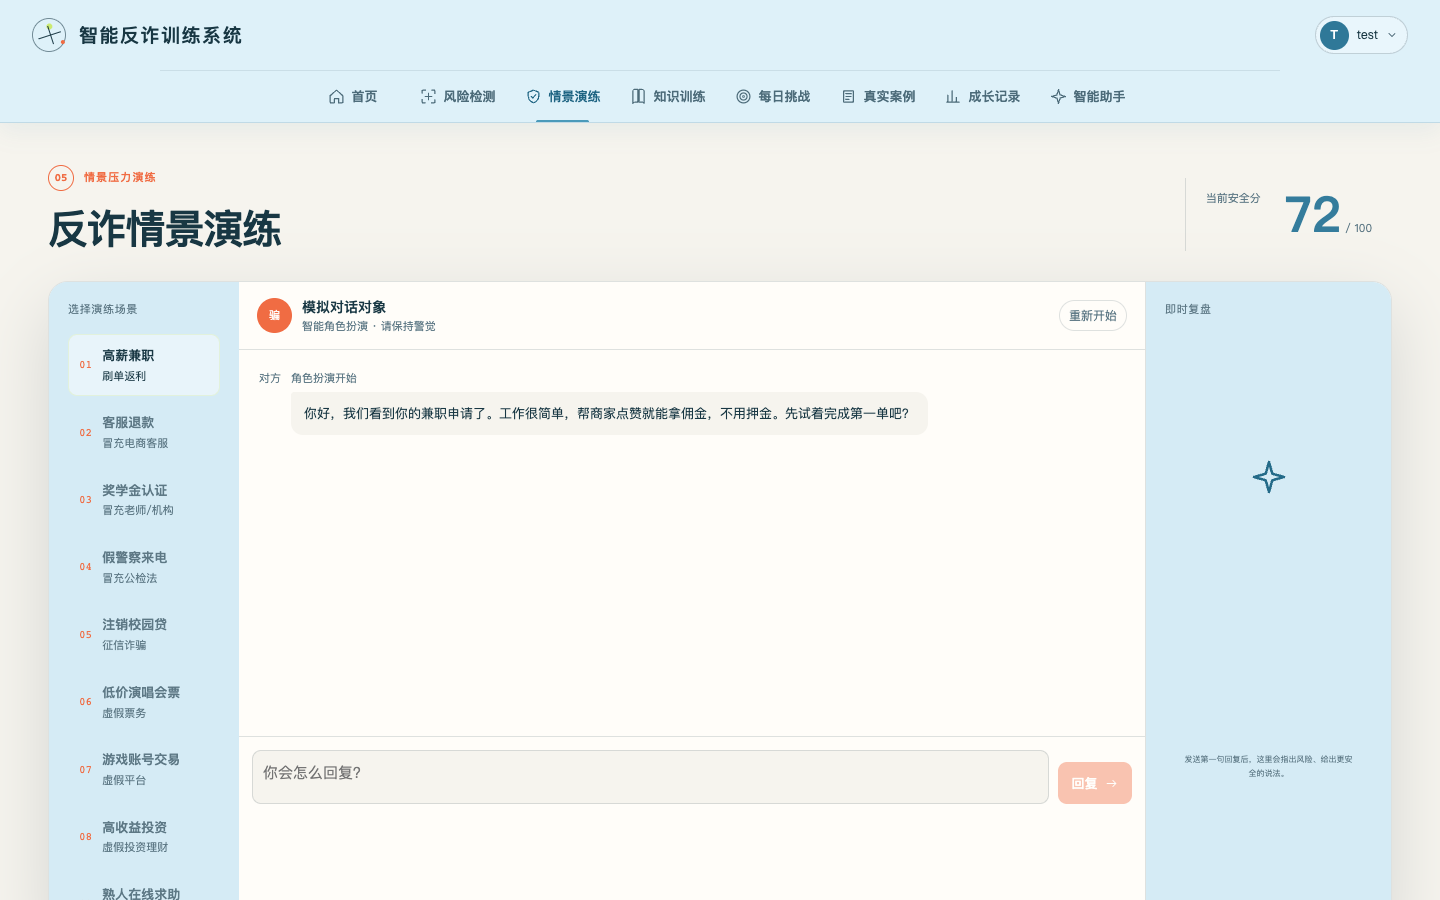 智能反诈训练系统
T test
首页 风险检测 情景演练 知识训练 每日挑战 真实案例 成长记录 智能助手
05 情景压力演练
反诈情景演练
当前安全分 72 / 100
选择演练场景
01 高薪兼职
刷单返利
02 客服退款
冒充电商客服
03 奖学金认证
冒充老师/机构
04 假警察来电
冒充公检法
05 注销校园贷
征信诈骗
06 低价演唱会票
虚假票务
07 游戏账号交易
虚假平台
08 高收益投资
虚假投资理财
熟人在线求助
骗 模拟对话对象
智能角色扮演 · 请保持警觉
重新开始
对方 角色扮演开始
你好，我们看到你的兼职申请了。工作很简单，帮商家点赞就能拿佣金，不用押金。先试着完成第一单吧？
你会怎么回复？
回复 →
即时复盘
发送第一句回复后，这里会指出风险、给出更安
全的说法。